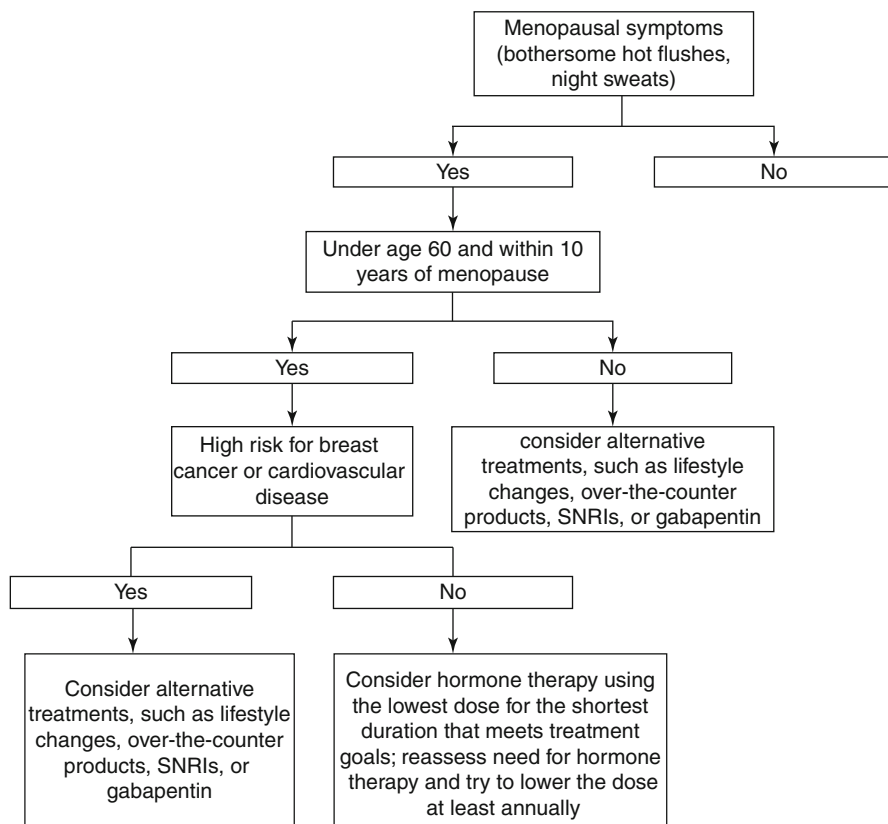 Menopausal symptoms
(bothersome hot flushes,
night sweats)
Yes
No
Under age 60 and within 10
years of menopause
Yes
No
High risk for breast
cancer or cardiovascular
disease
consider alternative
treatments, such as lifestyle
changes, over-the-counter
products, SNRIs, or gabapentin
Yes
No
Consider alternative
treatments, such as lifestyle
changes, over-the-counter
products, SNRIs, or
gabapentin
Consider hormone therapy using
the lowest dose for the shortest
duration that meets treatment
goals; reassess need for hormone
therapy and try to lower the dose
at least annually